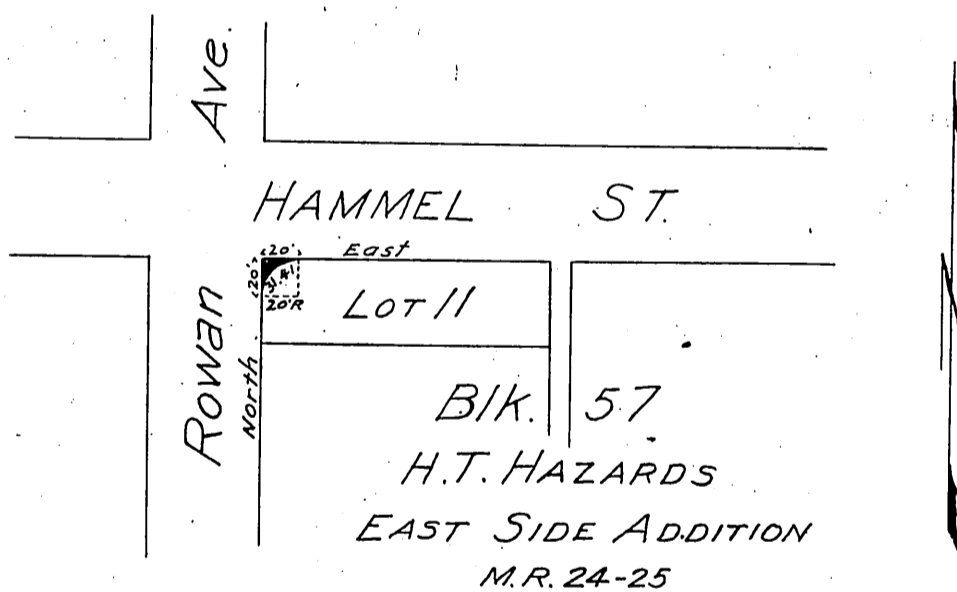 Rowan Ave.
HAMMEL ST.
(20')
East
(20')
31.41
20'R
LOT 11
North
Blk. 57
H.T. HAZARDS
EAST SIDE ADDITION
M.R. 24-25